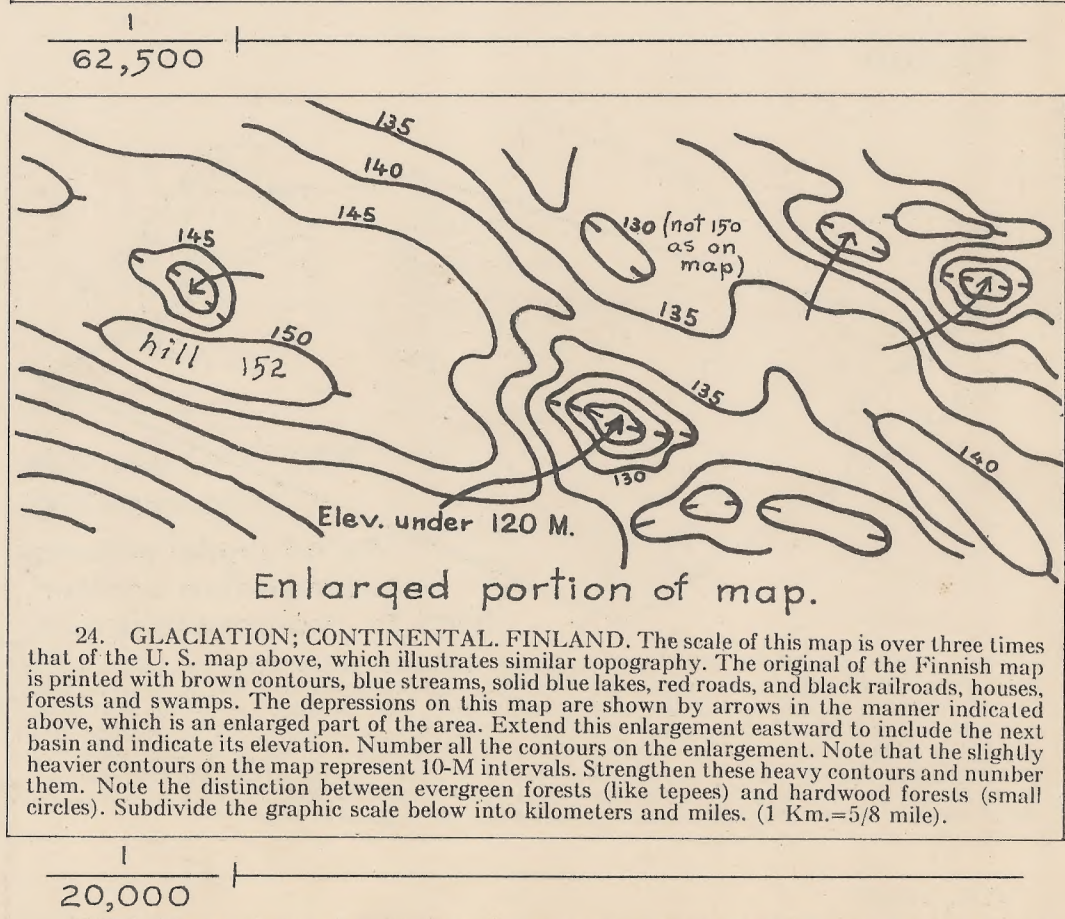 1
62,500
135
140
145
130 (not 150
as on
map)
145
135
150
hill 152
135
140
130
Elev. under 120 M.
Enlarged portion of map.
24. GLACIATION; CONTINENTAL. FINLAND. The scale of this map is over three times
that of the U. S. map above, which illustrates similar topography. The original of the Finnish map
is printed with brown contours, blue streams, solid blue lakes, red roads, and black railroads, houses,
forests and swamps. The depressions on this map are shown by arrows in the manner indicated
above, which is an enlarged part of the area. Extend this enlargement eastward to include the next
basin and indicate its elevation. Number all the contours on the enlargement. Note that the slightly
heavier contours on the map represent 10-M intervals. Strengthen these heavy contours and number
them. Note the distinction between evergreen forests (like tepees) and hardwood forests (small
circles). Subdivide the graphic scale below into kilometers and miles. (1 Km.=5/8 mile).
1
20,000